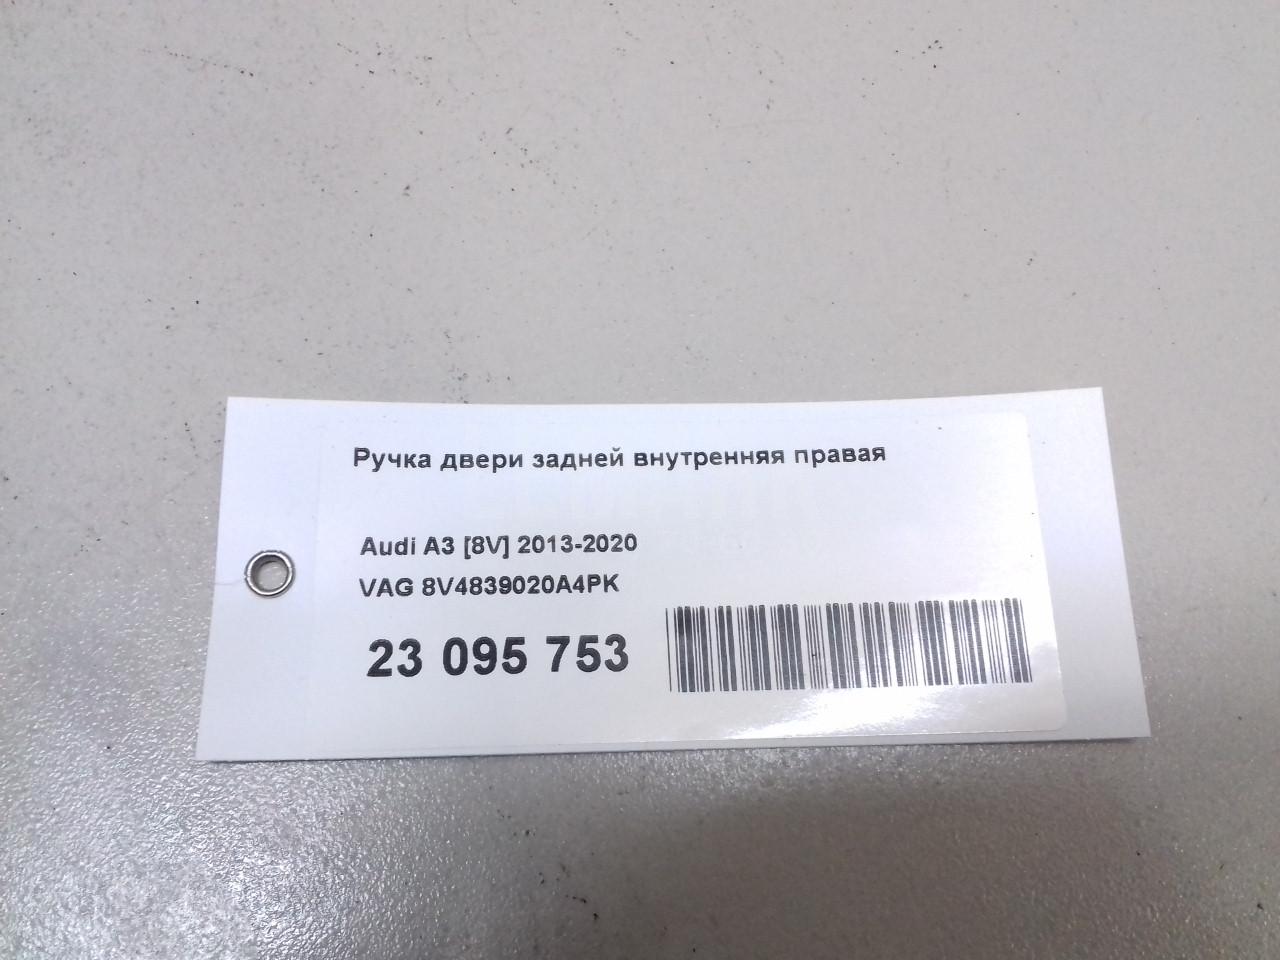 Ручка двери задней внутренняя правая
Audi A3 [8V] 2013-2020
VAG 8V4839020A4PK
23 095 753